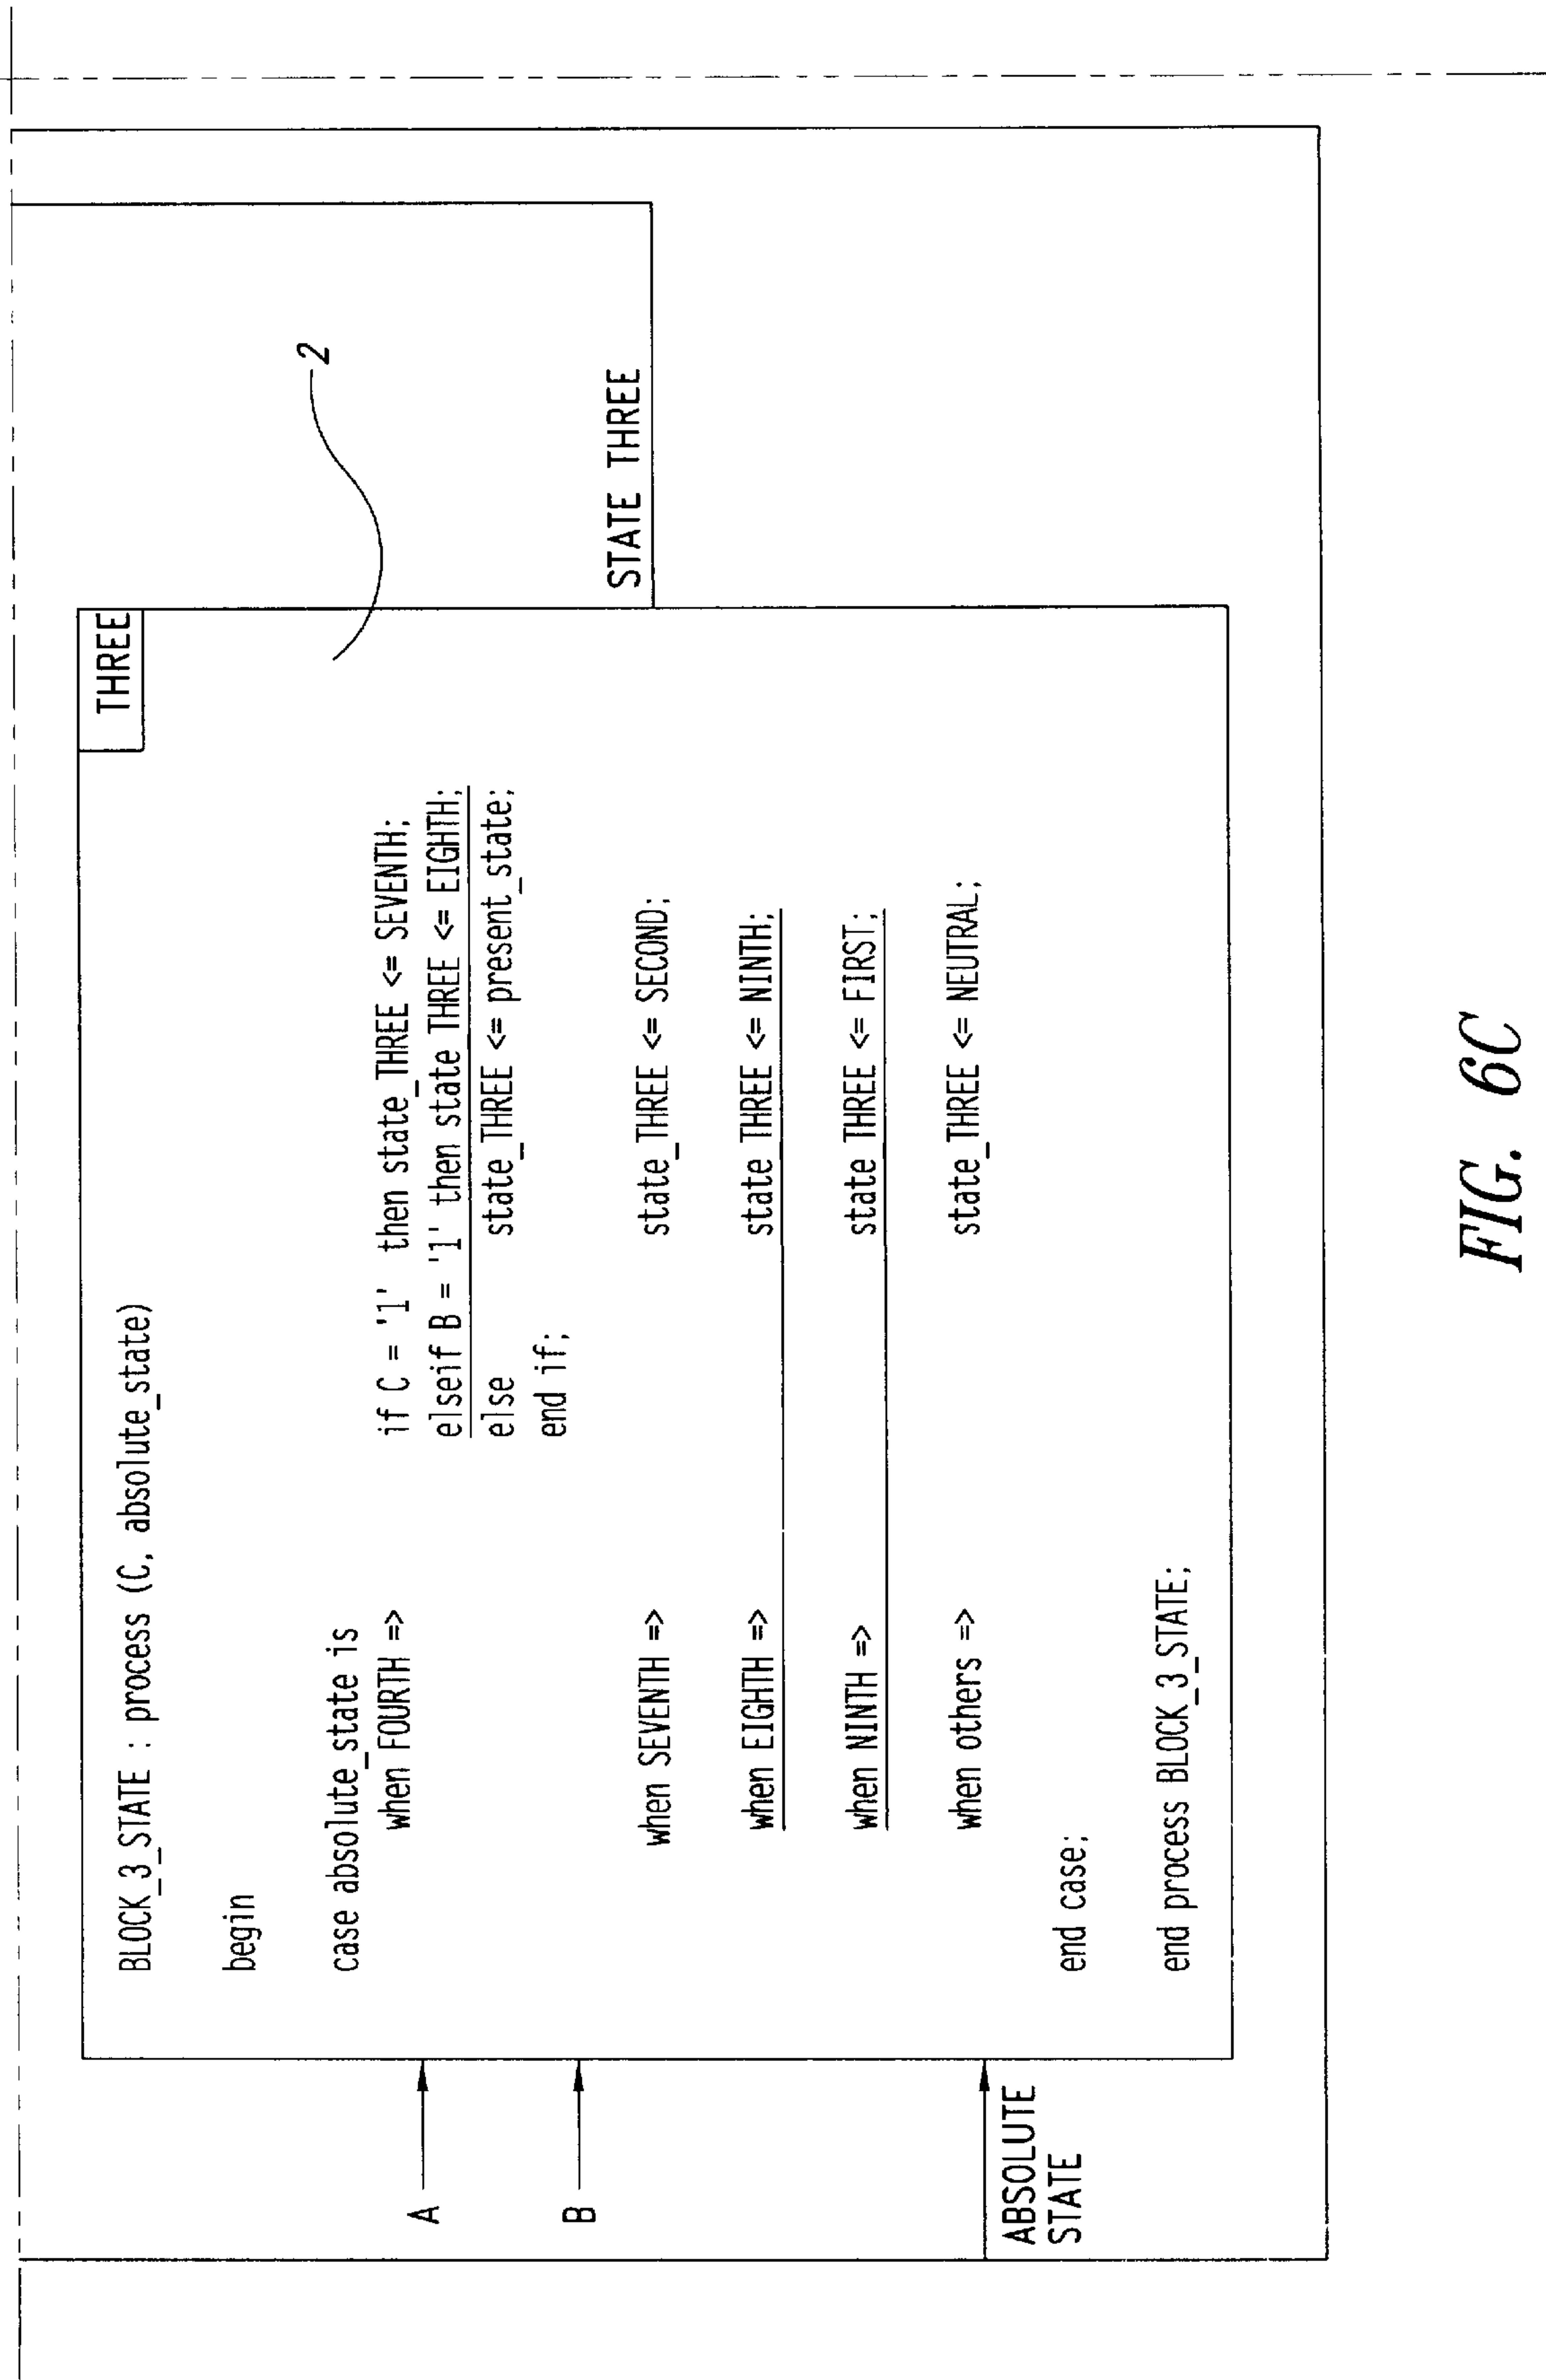 THREE
BLOCK_3_STATE : process (C, absolute_state)
begin
case absolute_state is
when FOURTH =>
if C = '1' then state_THREE <= SEVENTH;
elseif B = '1' then state_THREE <= EIGHTH;
else state_THREE <= present_state;
end if;
when SEVENTH => state_THREE <= SECOND;
when EIGHTH => state_THREE <= NINTH;
when NINTH => state_THREE <= FIRST;
when others => state_THREE <= NEUTRAL;
end case;
end process BLOCK_3_STATE;
A
B
ABSOLUTE
STATE
2
STATE THREE
FIG. 6C